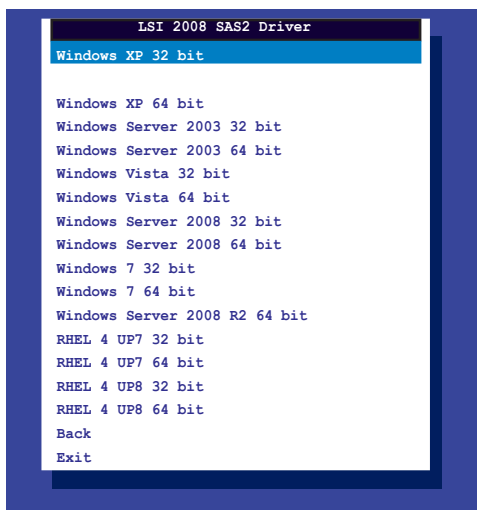 LSI 2008 SAS2 Driver
Windows XP 32 bit
Windows XP 64 bit
Windows Server 2003 32 bit
Windows Server 2003 64 bit
Windows Vista 32 bit
Windows Vista 64 bit
Windows Server 2008 32 bit
Windows Server 2008 64 bit
Windows 7 32 bit
Windows 7 64 bit
Windows Server 2008 R2 64 bit
RHEL 4 UP7 32 bit
RHEL 4 UP7 64 bit
RHEL 4 UP8 32 bit
RHEL 4 UP8 64 bit
Back
Exit